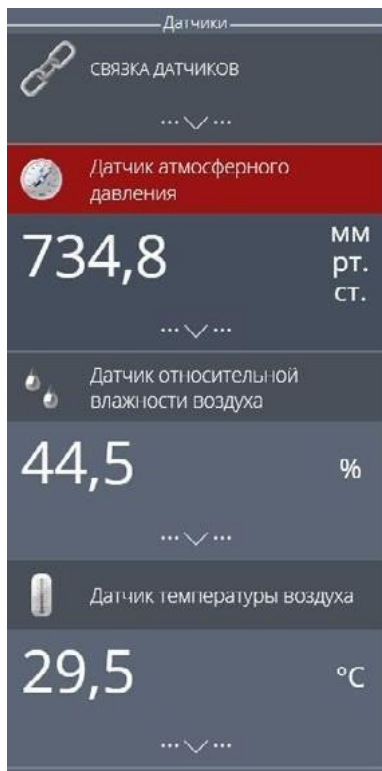 Датчики
СВЯЗКА ДАТЧИКОВ
Датчик атмосферного
давления
734,8
мм
рт.
ст.
Датчик относительной
влажности воздуха
44,5
%
Датчик температуры воздуха
29,5
°C